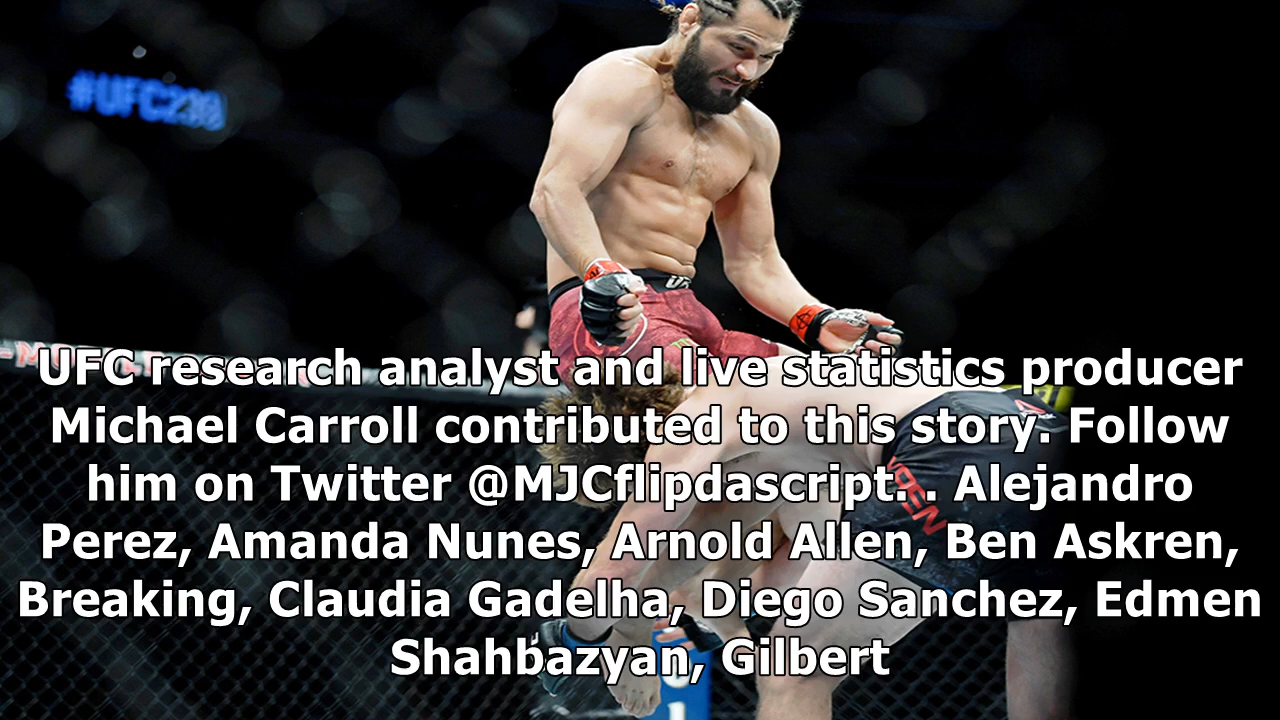 #UFC239
UFC research analyst and live statistics producer
Michael Carroll contributed to this story. Follow
him on Twitter @MJCflipdascript. . Alejandro
Perez, Amanda Nunes, Arnold Allen, Ben Askren,
Breaking, Claudia Gadelha, Diego Sanchez, Edmen
Shahbazyan, Gilbert